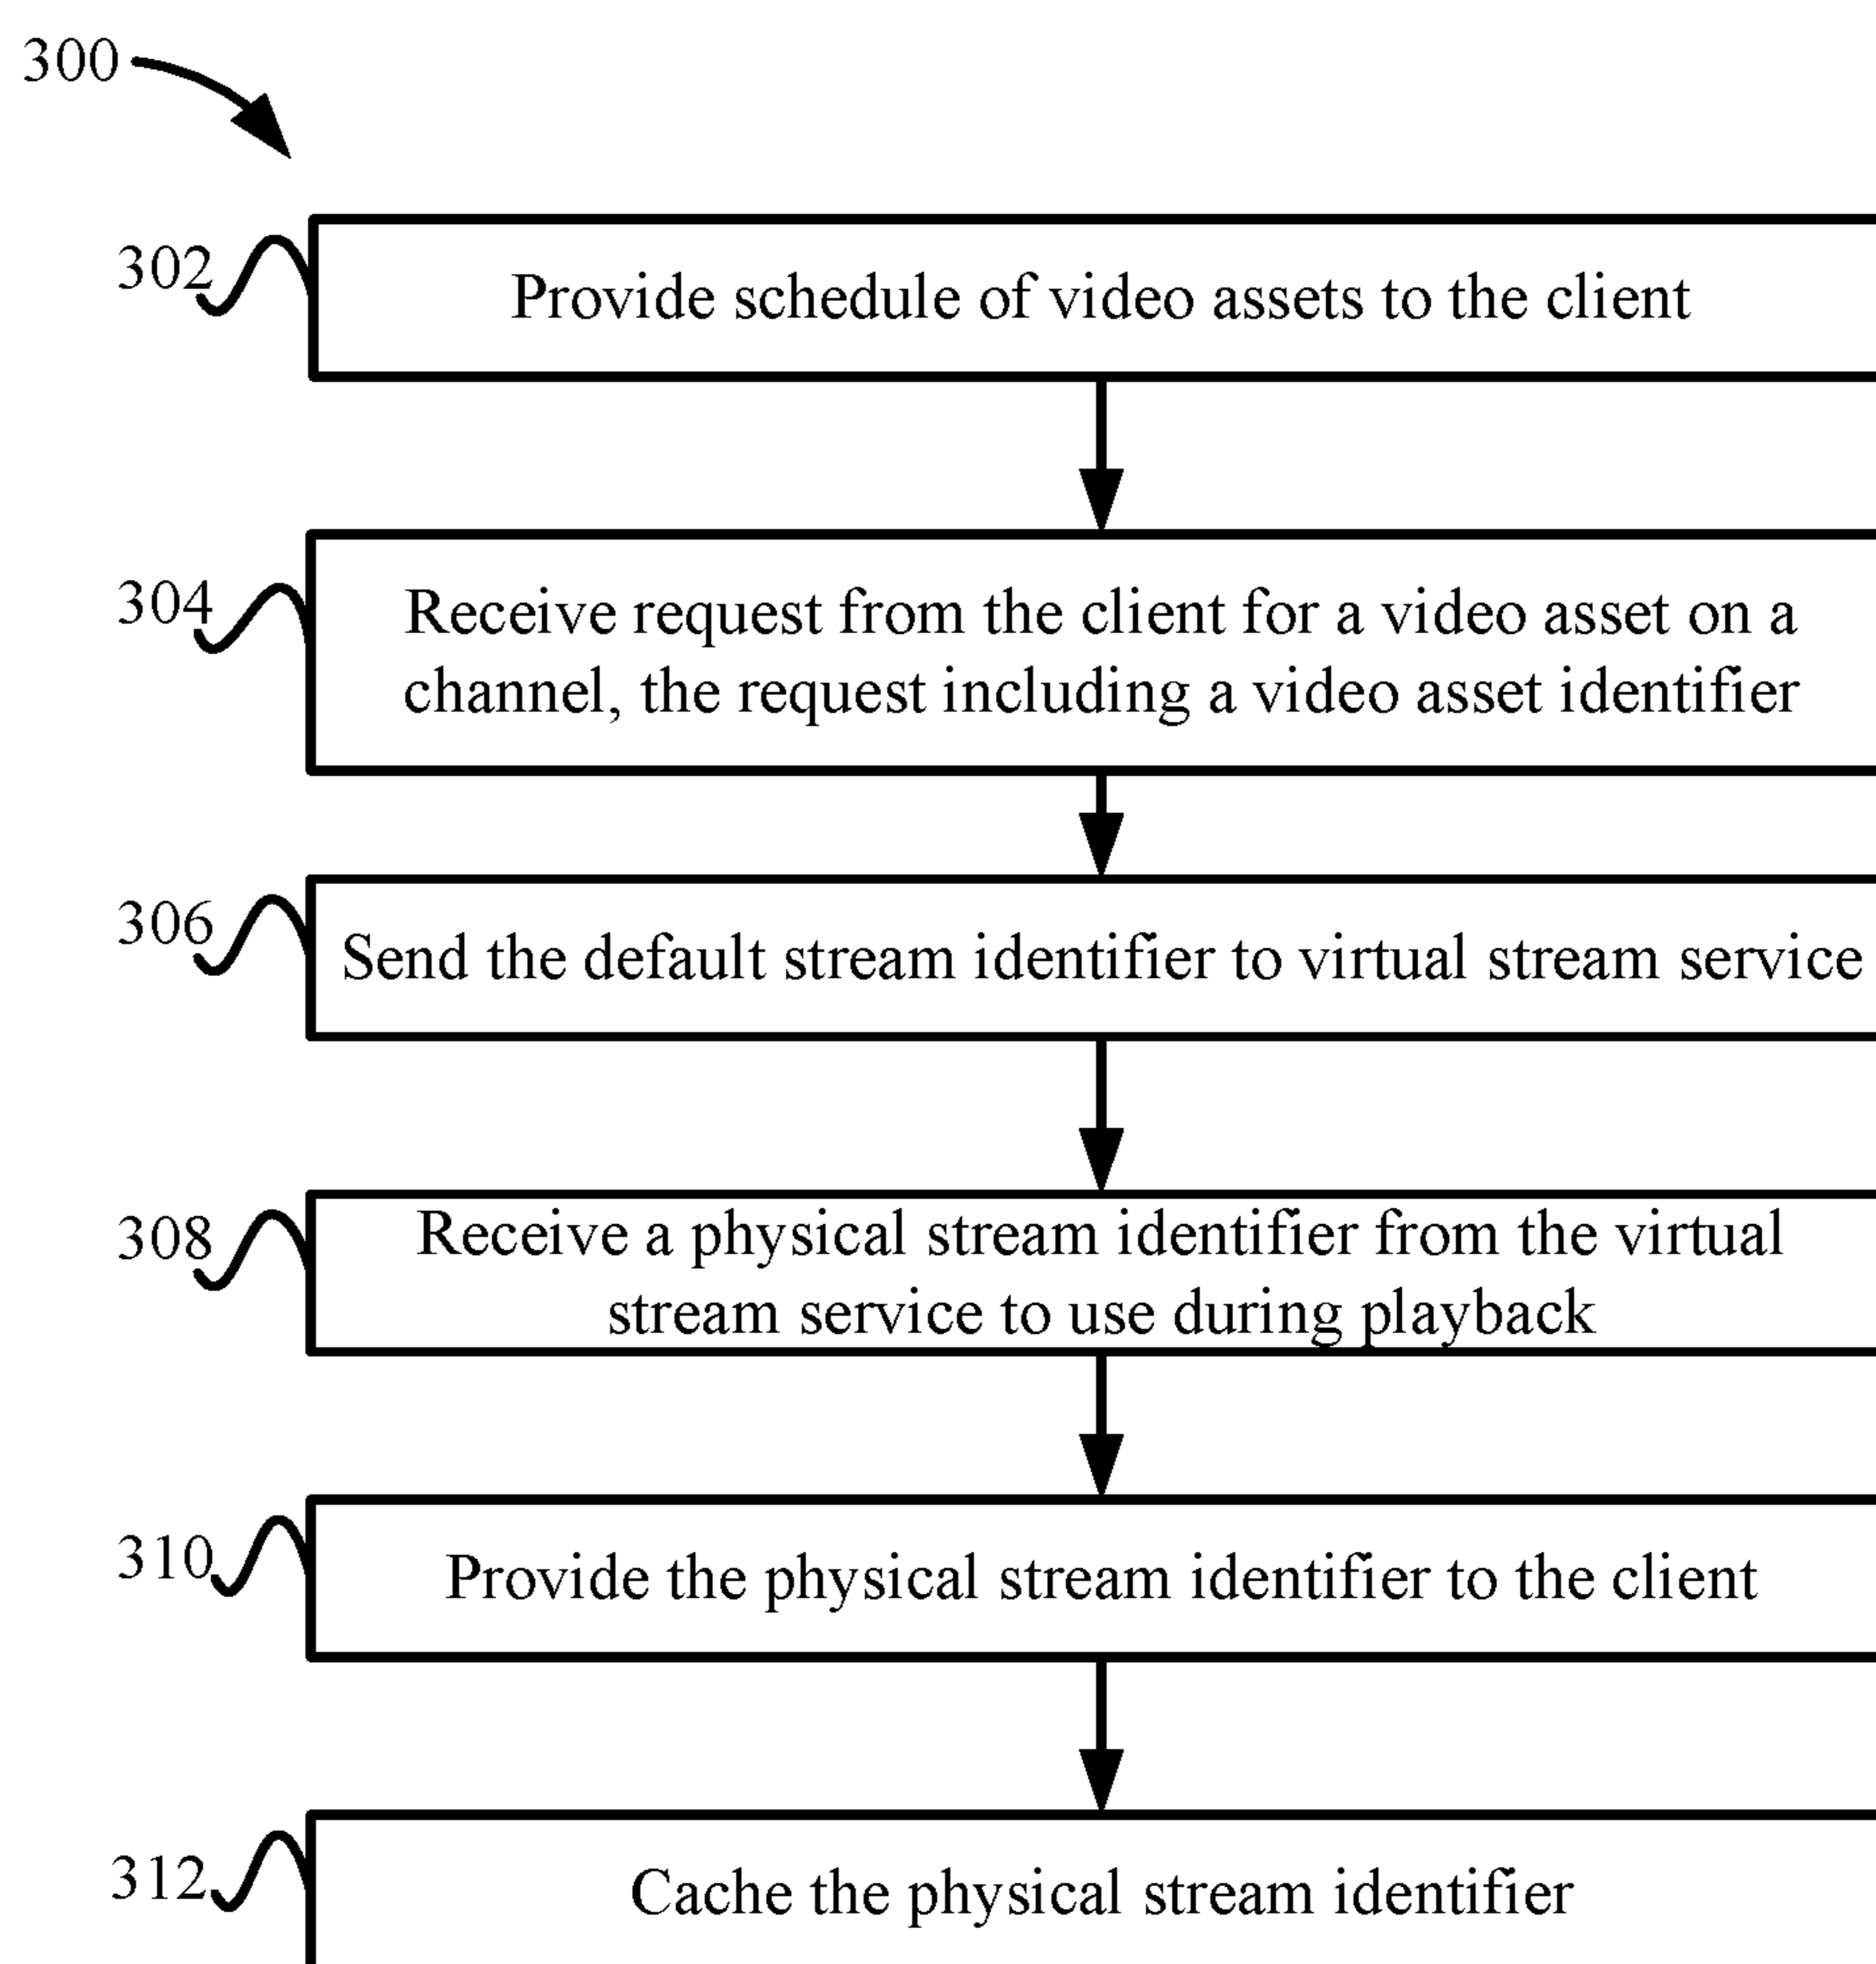 300
302
Provide schedule of video assets to the client
304
Receive request from the client for a video asset on a
channel, the request including a video asset identifier
306
Send the default stream identifier to virtual stream service
308
Receive a physical stream identifier from the virtual
stream service to use during playback
310
Provide the physical stream identifier to the client
312
Cache the physical stream identifier